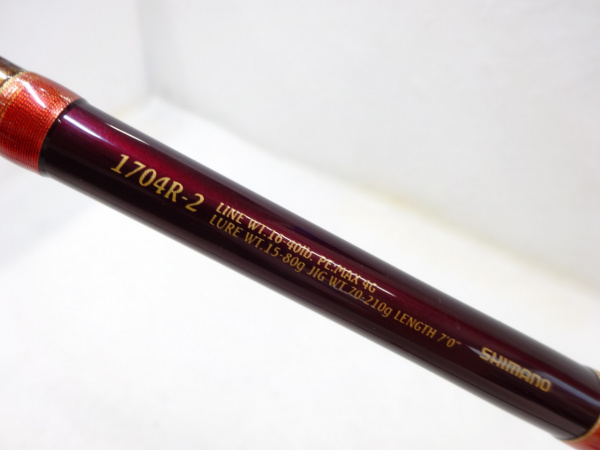 1704R-2
LINE WT.16-40lb. PE.MAX 4G
LURE WT.15-80g JIG WT.70-210g LENGTH 7'0"
SHIMANO